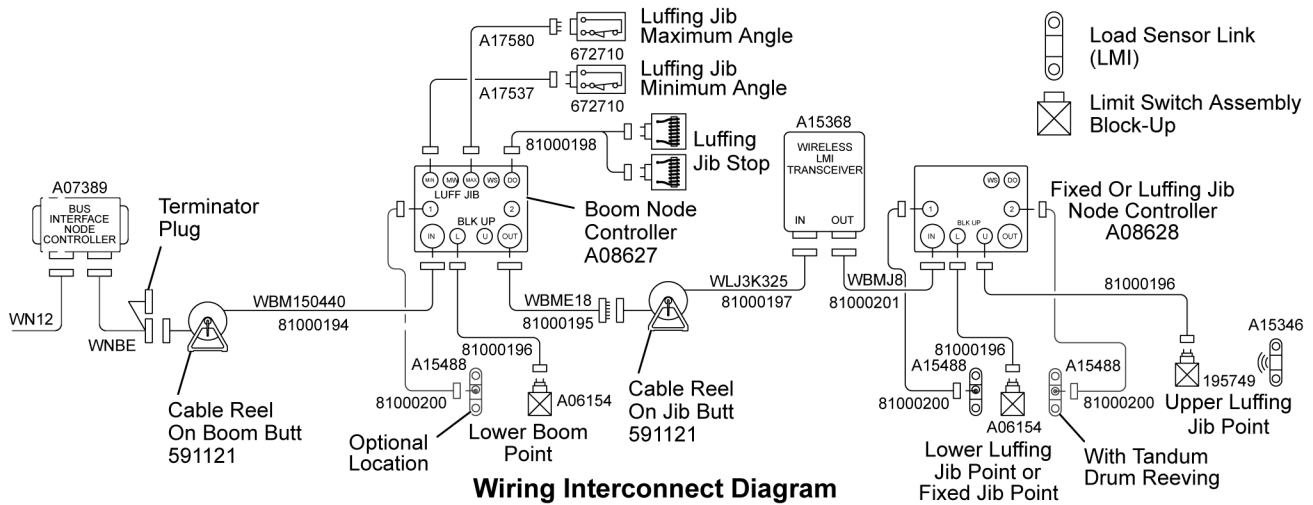 A17580
672710
Luffing Jib
Maximum Angle
A17537
672710
Luffing Jib
Minimum Angle
81000198
Luffing
Jib Stop
Load Sensor Link
(LMI)
Limit Switch Assembly
Block-Up
A07389
BUS
INTERFACE
NODE
CONTROLLER
Terminator
Plug
WN12
WNBE
Cable Reel
On Boom Butt
591121
WBM150440
81000194
MIN
MW
MAX
WS
DO
LUFF JIB
1
2
BLK UP
IN
L
U
OUT
Boom Node
Controller
A08627
WBME18
81000195
81000196
A15488
81000200
Optional
Location
A06154
Lower Boom
Point
Cable Reel
On Jib Butt
591121
WLJ3K325
81000197
A15368
WIRELESS
LMI
TRANSCEIVER
IN
OUT
WBMJ8
81000201
WS
DO
1
2
BLK UP
IN
L
U
OUT
Fixed Or Luffing Jib
Node Controller
A08628
81000196
81000196
A15488
81000200
A06154
Lower Luffing
Jib Point or
Fixed Jib Point
A15488
81000200
With Tandum
Drum Reeving
A15346
195749
Upper Luffing
Jib Point
Wiring Interconnect Diagram